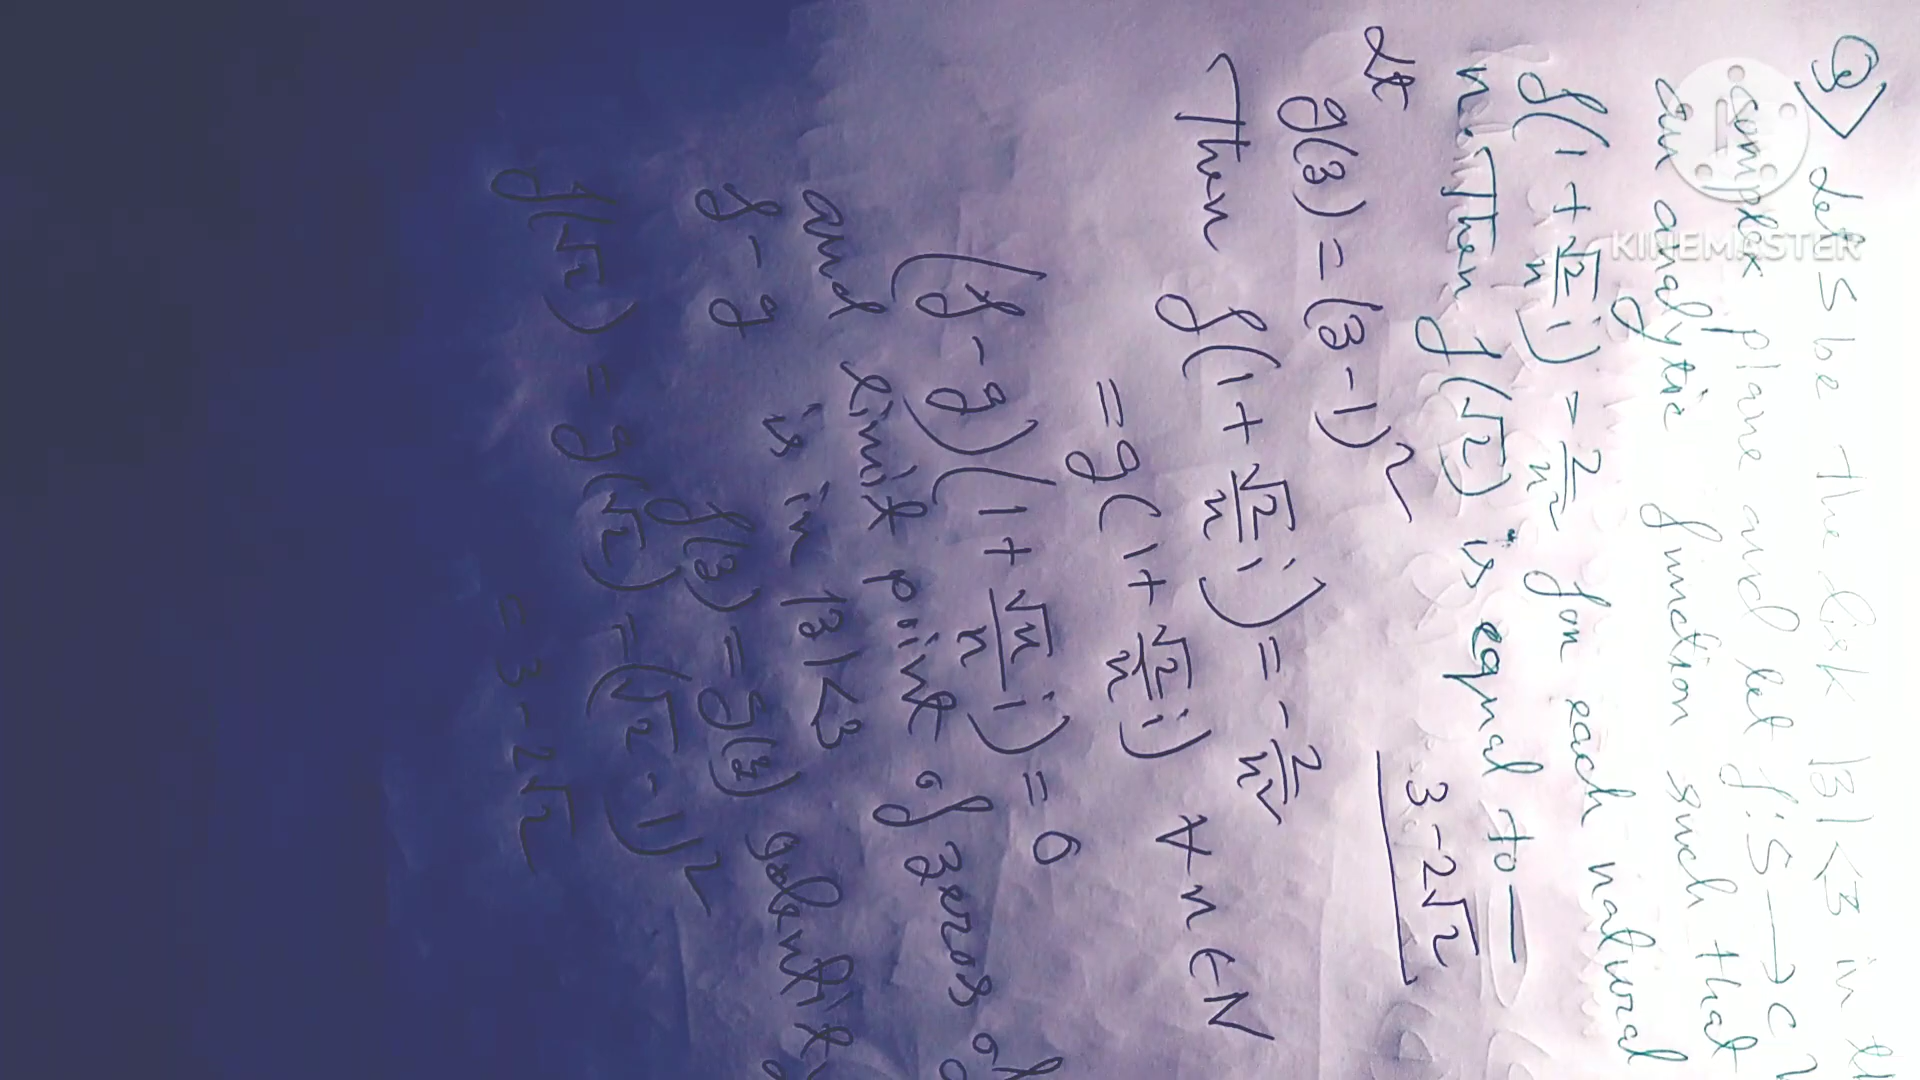 Q) Let S be the disk |z|<3 in the
complex plane and let f:S→C
an analytic function such that
f(1+√2/n i) = 2/n² for each natural
n. Then f(√2) is equal to —
3-2√2
Let
g(z) = (z-1)²
Then f(1+√2/n i) = -2/n²
= g(1+√2/n i) ∀ n ∈ N
(f-g)(1+√n/n i) = 0
and limit point of zeros of
f-g is in |z|<3
f(z) = g(z) identity
f(√2) = g(√2) = (√2-1)²
= 3-2√2
KINEMASTER